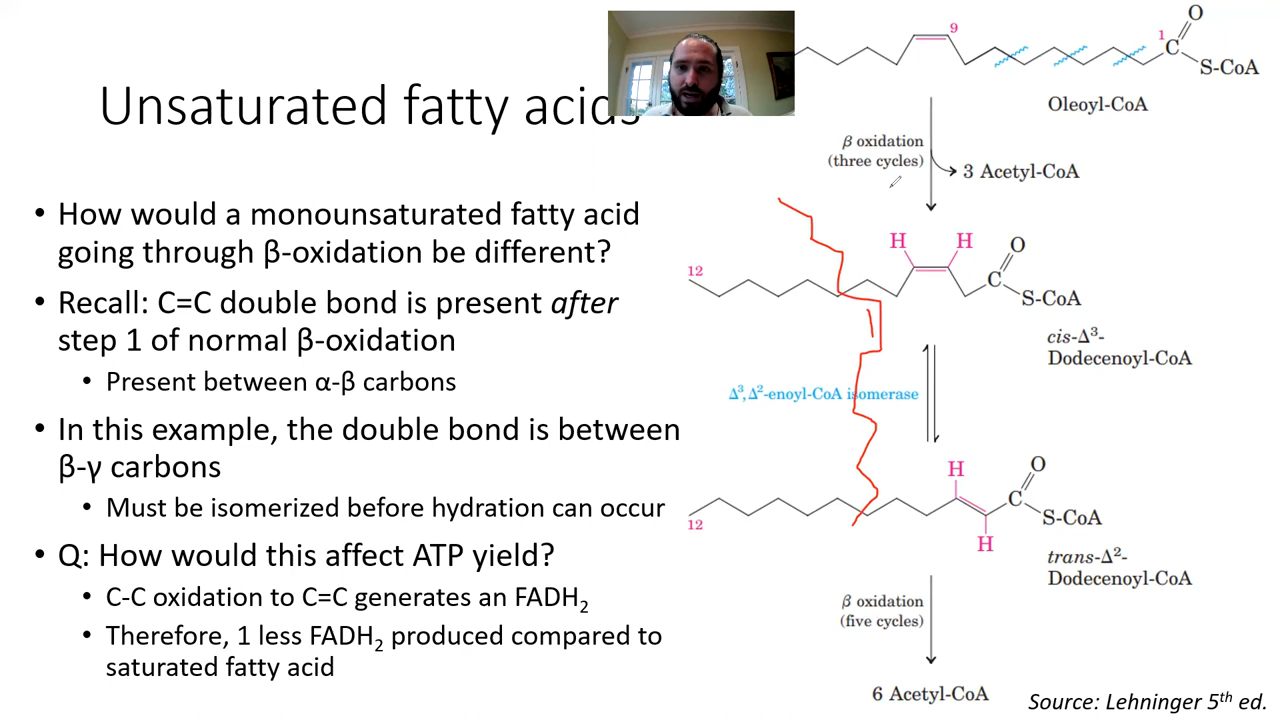 Unsaturated fatty acids
• How would a monounsaturated fatty acid
going through β-oxidation be different?
• Recall: C=C double bond is present after
step 1 of normal β-oxidation
• Present between α-β carbons
• In this example, the double bond is between
β-γ carbons
• Must be isomerized before hydration can occur
• Q: How would this affect ATP yield?
• C-C oxidation to C=C generates an FADH₂
• Therefore, 1 less FADH₂ produced compared to
saturated fatty acid
O
9
1
C
S-CoA
Oleoyl-CoA
β oxidation
(three cycles)
3 Acetyl-CoA
H H
O
12
C
S-CoA
cis-Δ³-
Dodecenoyl-CoA
Δ³,Δ²-enoyl-CoA isomerase
H
O
C
12
S-CoA
H
trans-Δ²-
Dodecenoyl-CoA
β oxidation
(five cycles)
6 Acetyl-CoA
Source: Lehninger 5ᵗʰ ed.